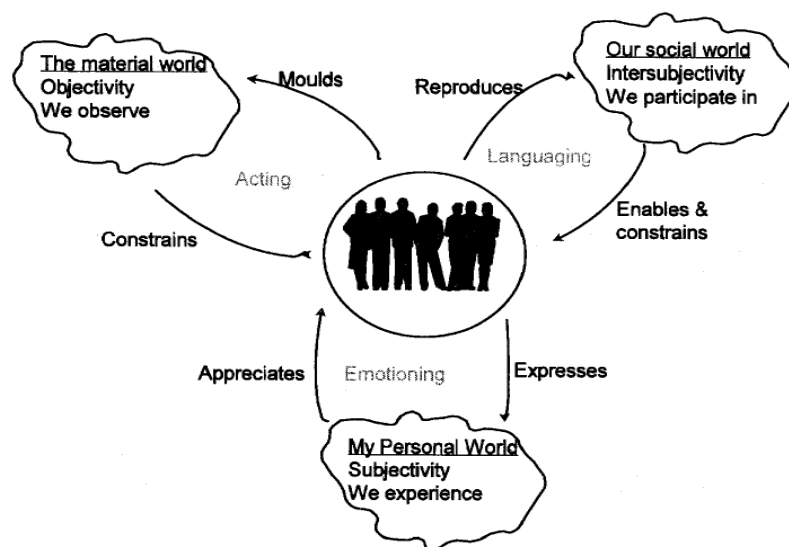 The material world
Objectivity
We observe
Moulds
Reproduces
Our social world
Intersubjectivity
We participate in
Acting
Languaging
Constrains
Enables &
constrains
Appreciates
Emotioning
Expresses
My Personal World
Subjectivity
We experience